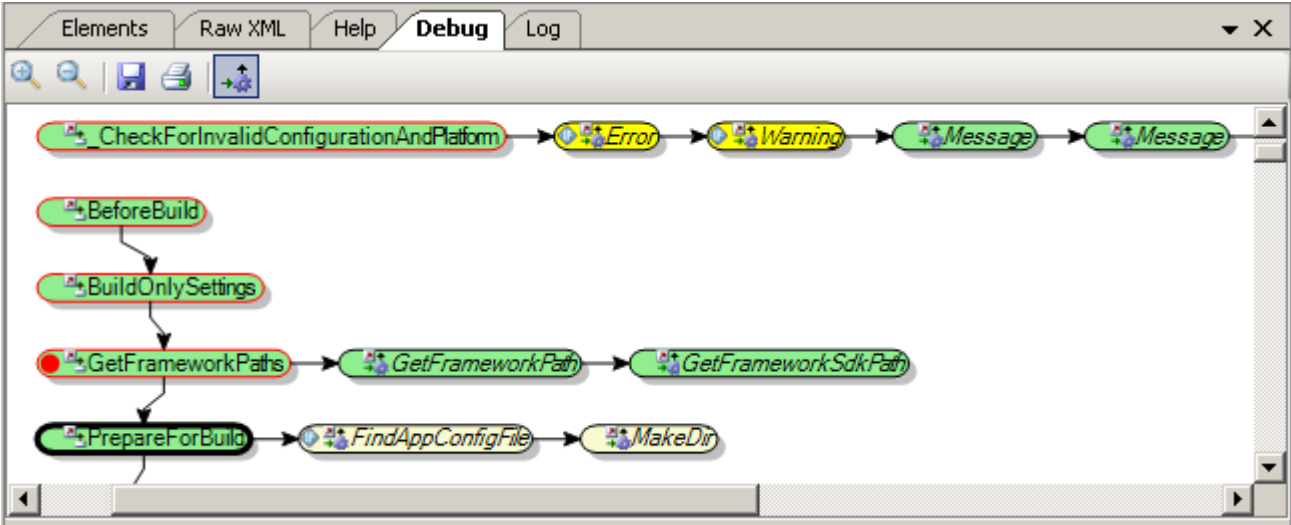 Elements Raw XML Help Debug Log
_CheckForInvalidConfigurationAndPlatform Error Warning Message Message
BeforeBuild
BuildOnlySettings
GetFrameworkPaths GetFrameworkPath GetFrameworkSdkPath
PrepareForBuild FindAppConfigFile MakeDir